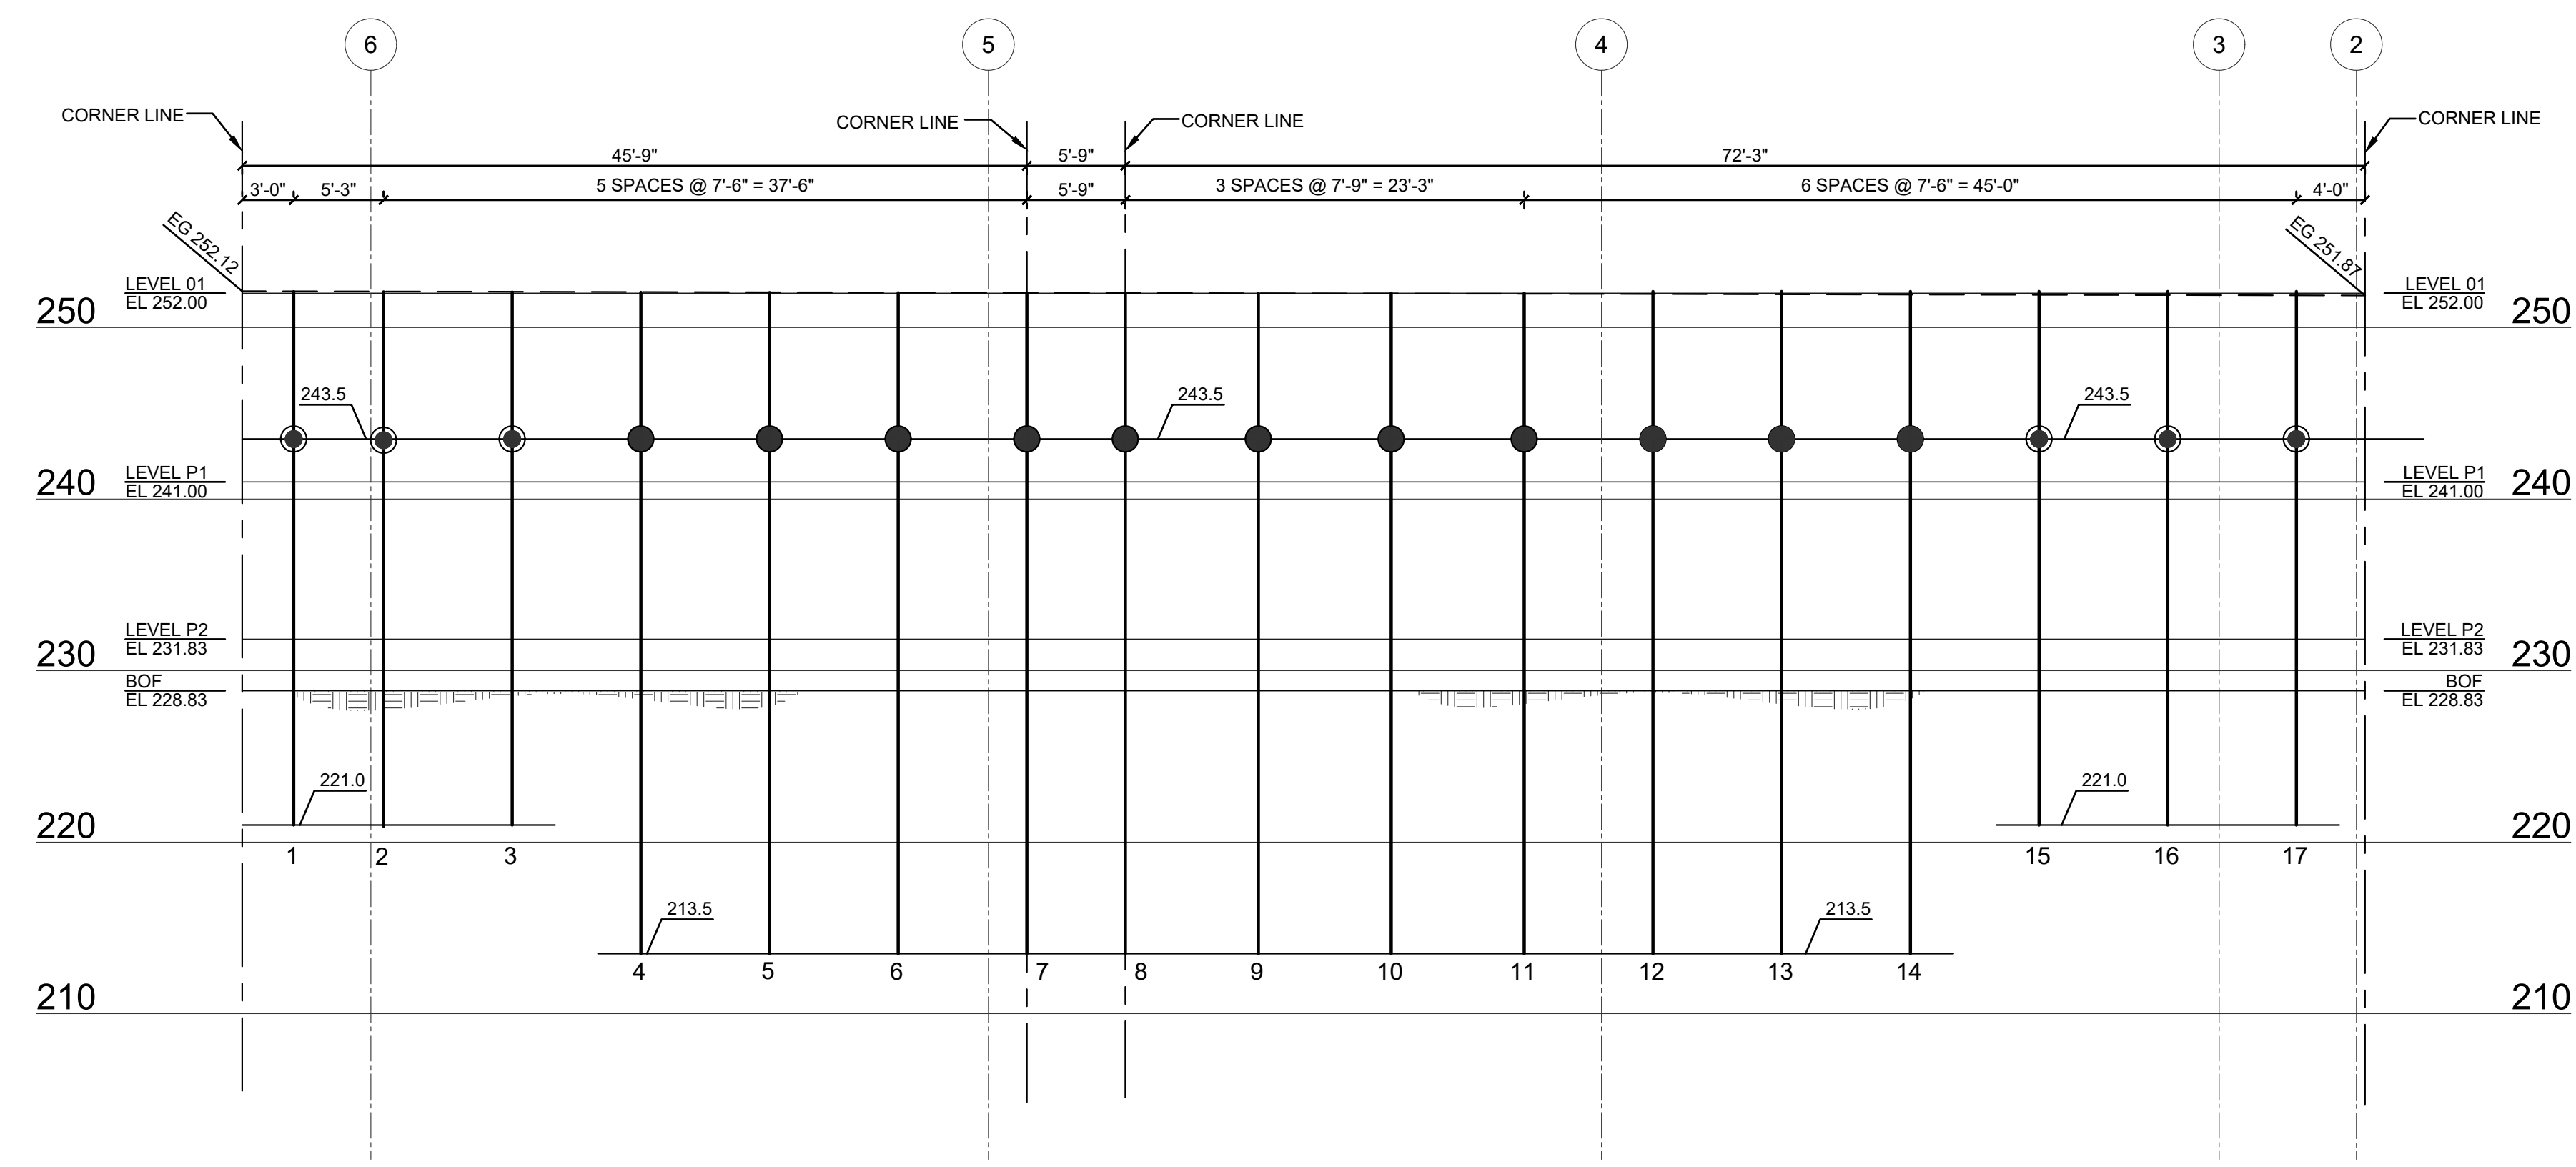 6 5 4 3 2
CORNER LINE CORNER LINE CORNER LINE CORNER LINE
45'-9" 5'-9" 72'-3"
3'-0" 5'-3" 5 SPACES @ 7'-6" = 37'-6" 5'-9" 3 SPACES @ 7'-9" = 23'-3" 6 SPACES @ 7'-6" = 45'-0" 4'-0"
EG 252.12 EG 251.87
LEVEL 01 LEVEL 01
EL 252.00 EL 252.00
250 250
243.5 243.5 243.5
LEVEL P1 LEVEL P1
EL 241.00 EL 241.00
240 240
LEVEL P2 LEVEL P2
EL 231.83 EL 231.83
230 230
BOF BOF
EL 228.83 EL 228.83
221.0 221.0
220 220
1 2 3 15 16 17
213.5 213.5
4 5 6 7 8 9 10 11 12 13 14
210 210